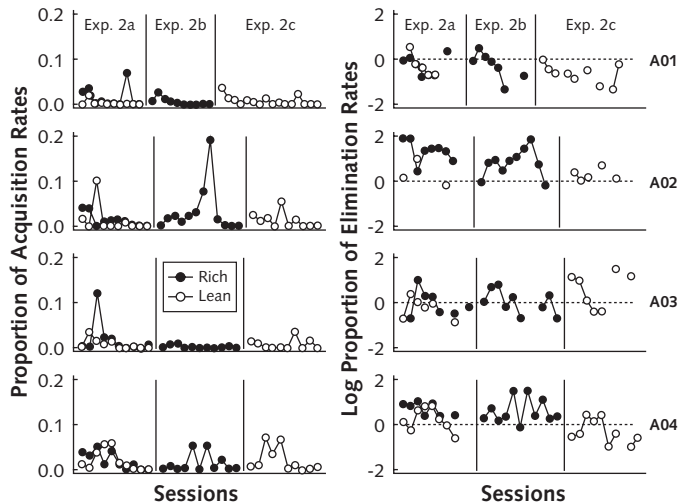 Exp. 2a Exp. 2b Exp. 2c
Exp. 2a Exp. 2b Exp. 2c
0.2
0.1
0.0
2
0
-2
A01
0.2
0.1
0.0
2
0
-2
A02
0.2
0.1
0.0
Rich
Lean
2
0
-2
A03
0.2
0.1
0.0
2
0
-2
A04
Proportion of Acquisition Rates
Log Proportion of Elimination Rates
Sessions
Sessions